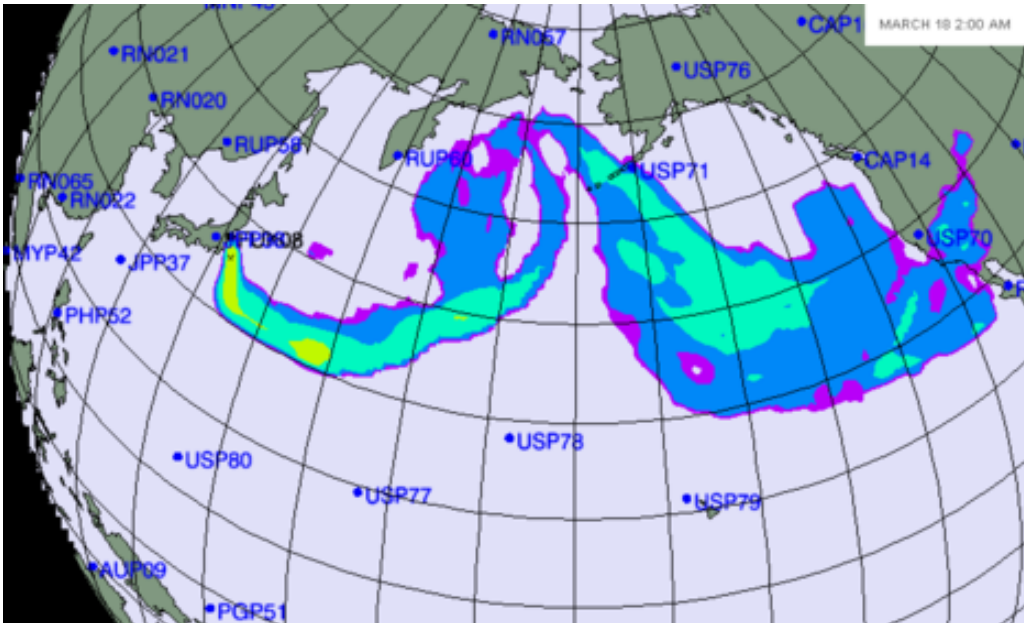 MARCH 18 2:00 AM
CAP1
RN057
RN021
USP76
RN020
RUP58
RUP60
CAP14
USP71
RN065
RN022
USP70
MYP42
JPP37
PHP52
USP78
USP80
USP77
USP79
AUP09
PGP51